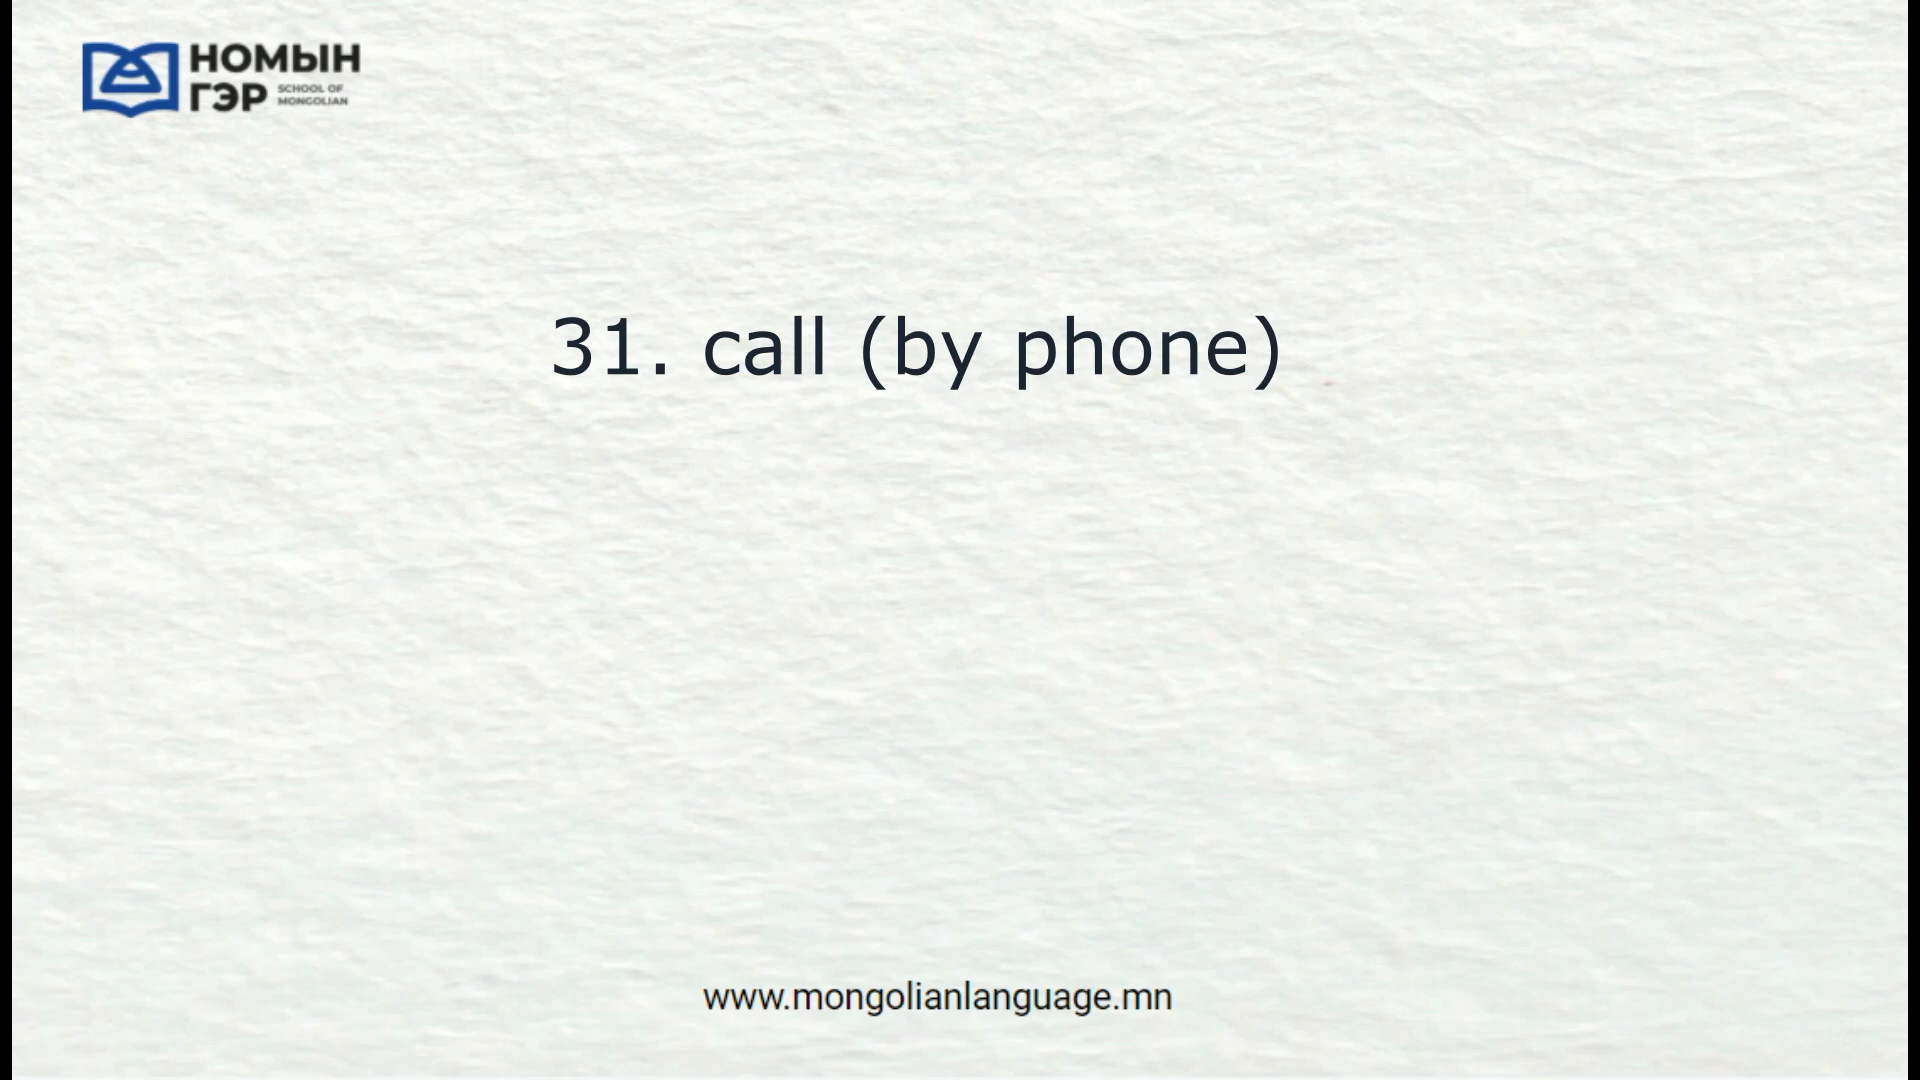 НОМЫН
ГЭР SCHOOL OF
MONGOLIAN
31. call (by phone)
www.mongolianlanguage.mn